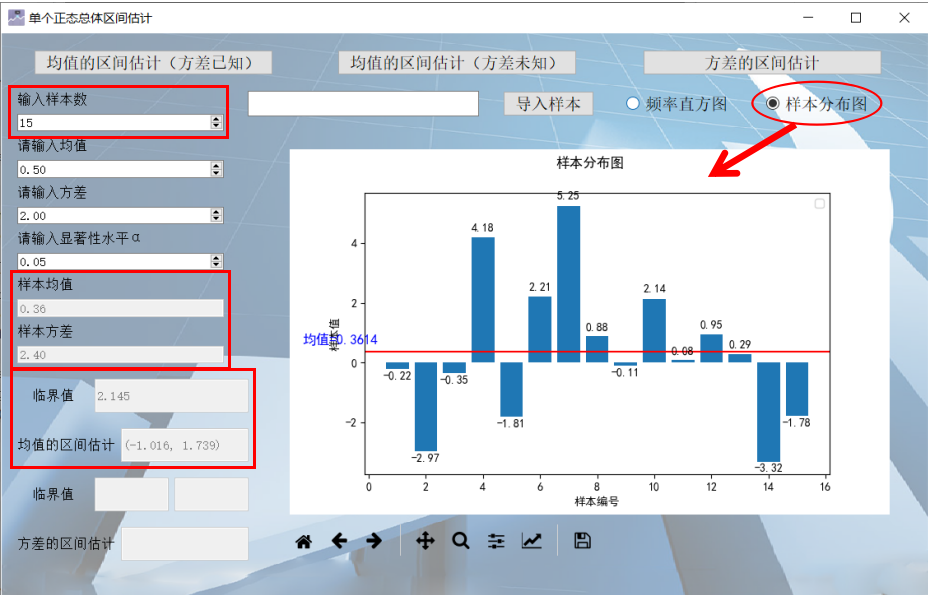 单个正态总体区间估计
均值的区间估计（方差已知）
均值的区间估计（方差未知）
方差的区间估计
输入样本数
15
导入样本
频率直方图
样本分布图
请输入均值
0.50
请输入方差
2.00
请输入显著性水平α
0.05
样本均值
0.36
样本方差
2.40
临界值
2.145
均值的区间估计
(-1.016, 1.739)
临界值
方差的区间估计
样本分布图
5.25
4.18
2.21
2.14
0.88
0.95
0.08
0.29
-0.22
-0.35
-0.11
-1.81
-1.78
-2.97
-3.32
均值:0.3614
样本值
4
2
0
-2
0
2
4
6
8
10
12
14
16
样本编号